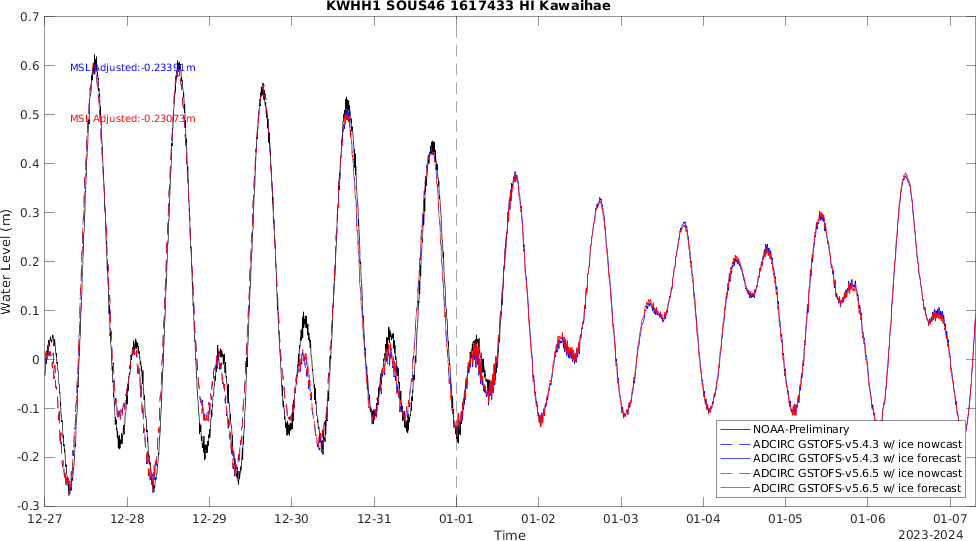 KWHH1 SOUS46 1617433 HI Kawaihae
0.7
0.6
0.5
0.4
0.3
0.2
0.1
0
-0.1
-0.2
-0.3
Water Level (m)
MSL Adjusted:-0.23391m
MSL Adjusted:-0.23073m
NOAA-Preliminary
ADCIRC GSTOFS-v5.4.3 w/ ice nowcast
ADCIRC GSTOFS-v5.4.3 w/ ice forecast
ADCIRC GSTOFS-v5.6.5 w/ ice nowcast
ADCIRC GSTOFS-v5.6.5 w/ ice forecast
12-27 12-28 12-29 12-30 12-31 01-01 01-02 01-03 01-04 01-05 01-06 01-07
Time
2023-2024